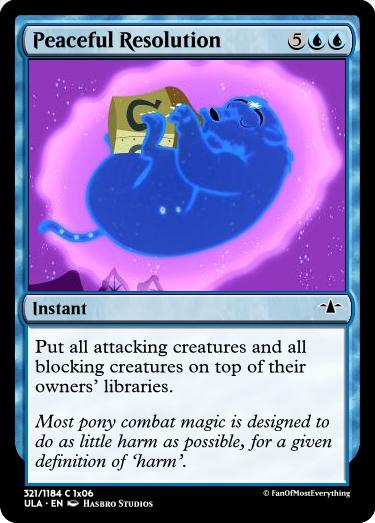 Peaceful Resolution 5
Instant
Put all attacking creatures and all
blocking creatures on top of their
owners' libraries.
Most pony combat magic is designed to
do as little harm as possible, for a given
definition of 'harm'.
321/1184 C 1x06
ULA • EN Hasbro Studios © FanOfMostEverything